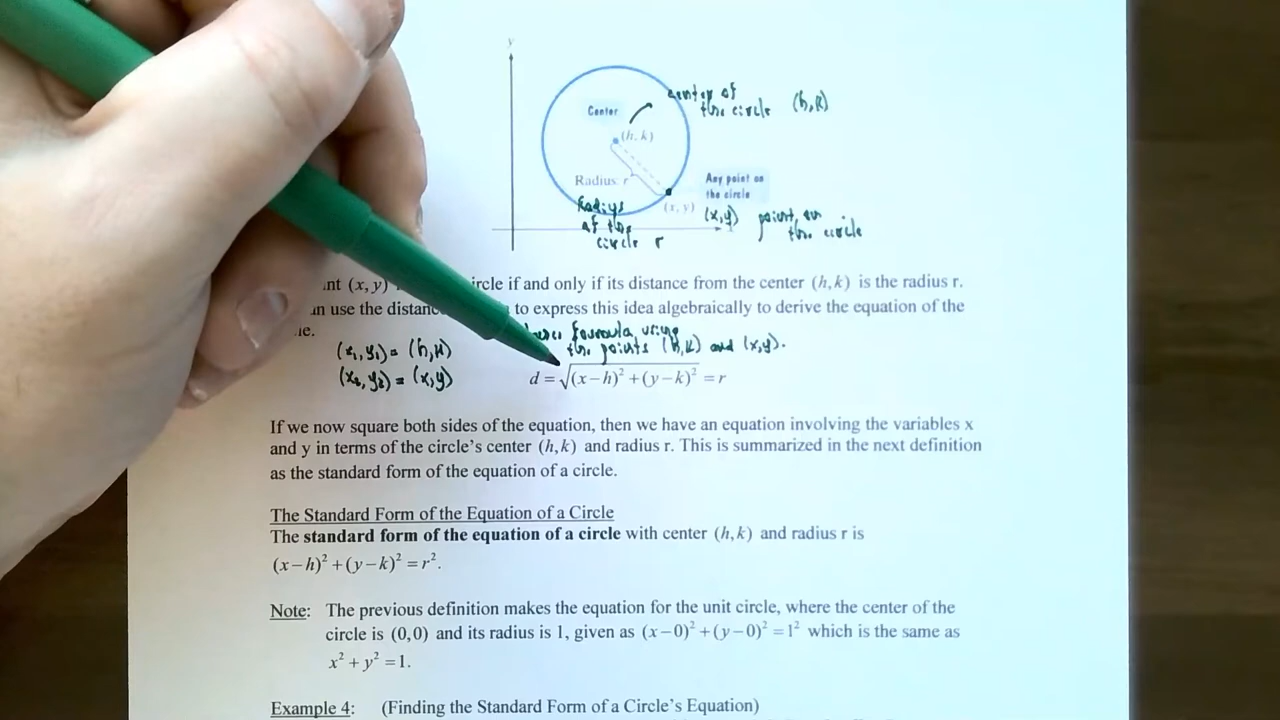 y
center of
the circle (h,k)
Center
(h, k)
Radius: r
Any point on
the circle
(x, y)
Radius
of the
circle r
(x,y) point on
the circle
(x, y) circle if and only if its distance from the center (h, k) is the radius r.
use the to express this idea algebraically to derive the equation of the
formula using
the points (h,k) and (x,y).
(x₁, y₁) = (h,k)
(x₂, y₂) = (x,y)
d = √(x−h)² + (y−k)² = r
If we now square both sides of the equation, then we have an equation involving the variables x
and y in terms of the circle's center (h, k) and radius r. This is summarized in the next definition
as the standard form of the equation of a circle.
The Standard Form of the Equation of a Circle
The standard form of the equation of a circle with center (h, k) and radius r is
(x−h)² + (y−k)² = r².
Note: The previous definition makes the equation for the unit circle, where the center of the
circle is (0,0) and its radius is 1, given as (x−0)² + (y−0)² = 1² which is the same as
x² + y² = 1.
Example 4: (Finding the Standard Form of a Circle's Equation)